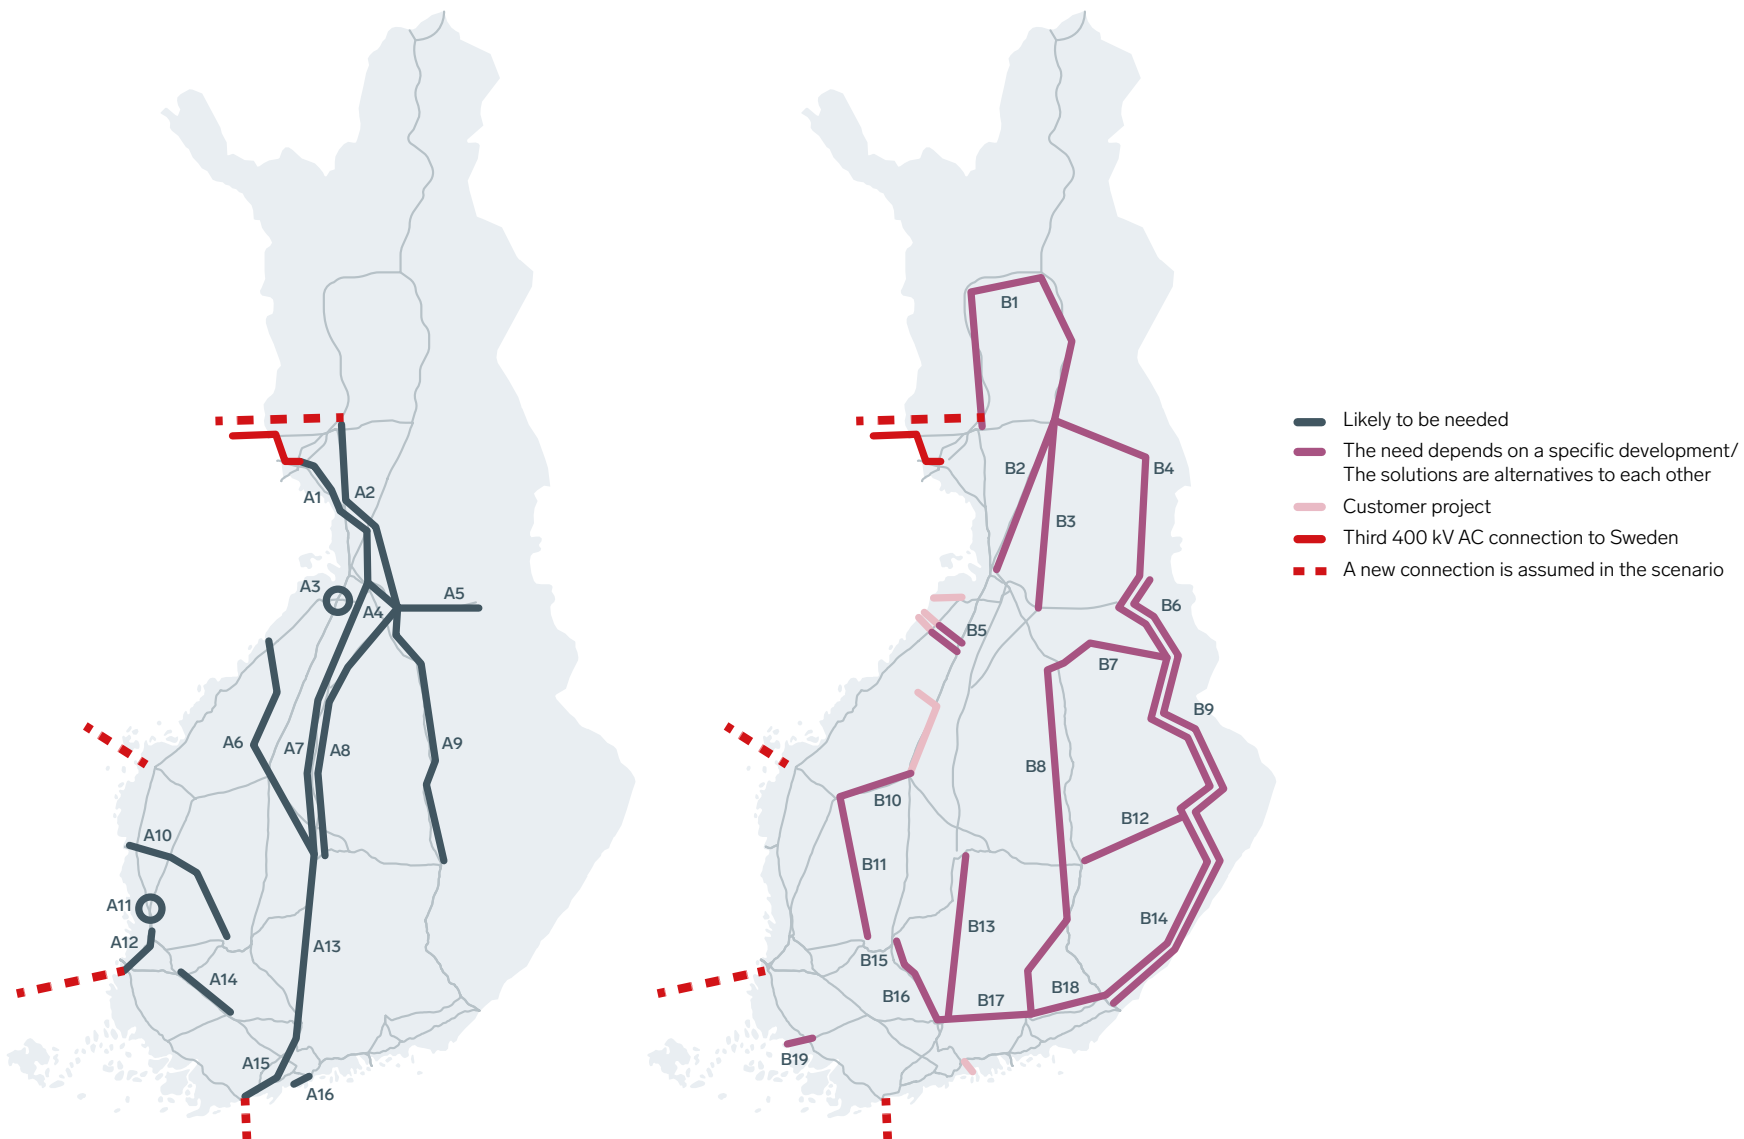 A1
A2
A3
A4
A5
A6
A7
A8
A9
A10
A11
A12
A13
A14
A15
A16
B1
B2
B3
B4
B5
B6
B7
B8
B9
B10
B11
B12
B13
B14
B15
B16
B17
B18
B19
Likely to be needed
The need depends on a specific development/
The solutions are alternatives to each other
Customer project
Third 400 kV AC connection to Sweden
A new connection is assumed in the scenario